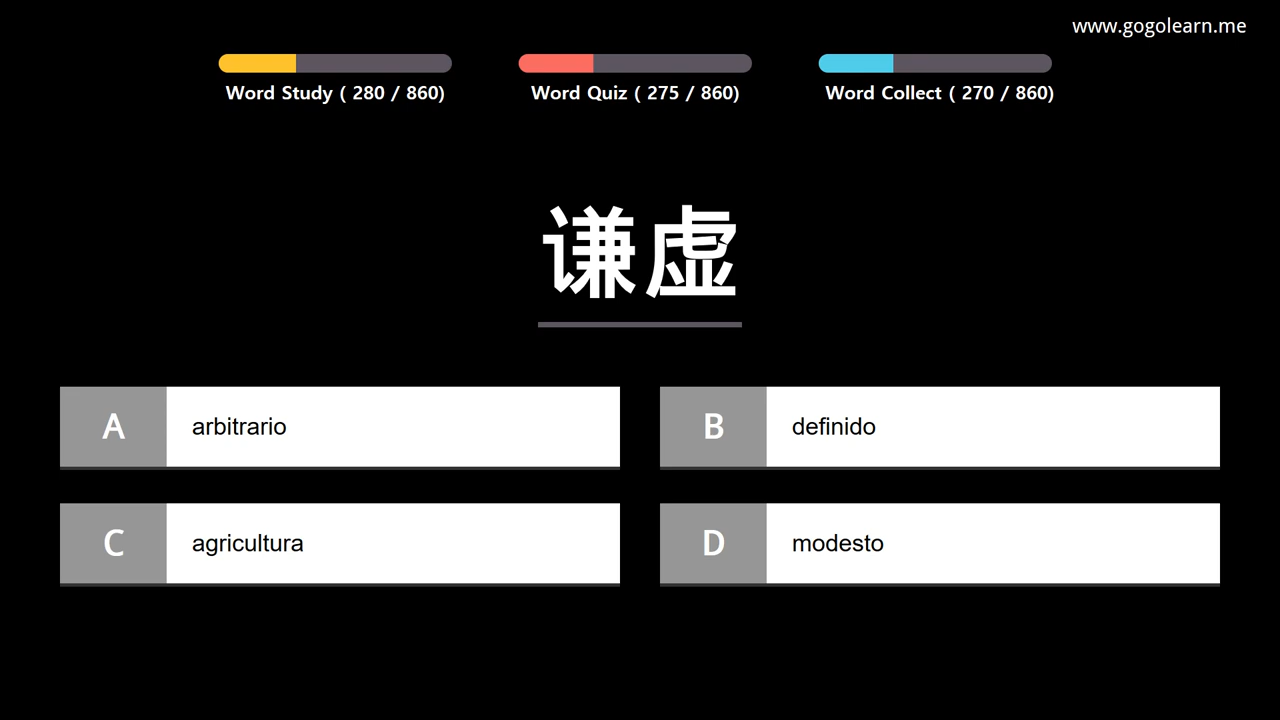 www.gogolearn.me
Word Study ( 280 / 860)
Word Quiz ( 275 / 860)
Word Collect ( 270 / 860)
谦虚
A arbitrario
B definido
C agricultura
D modesto